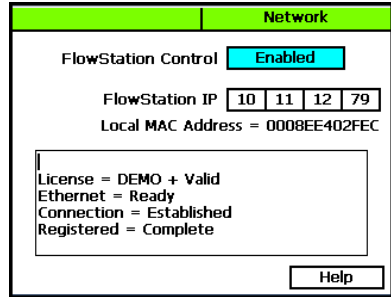 Network
FlowStation Control Enabled
FlowStation IP 10 11 12 79
Local MAC Address = 0008EE402FEC
License = DEMO + Valid
Ethernet = Ready
Connection = Established
Registered = Complete
Help